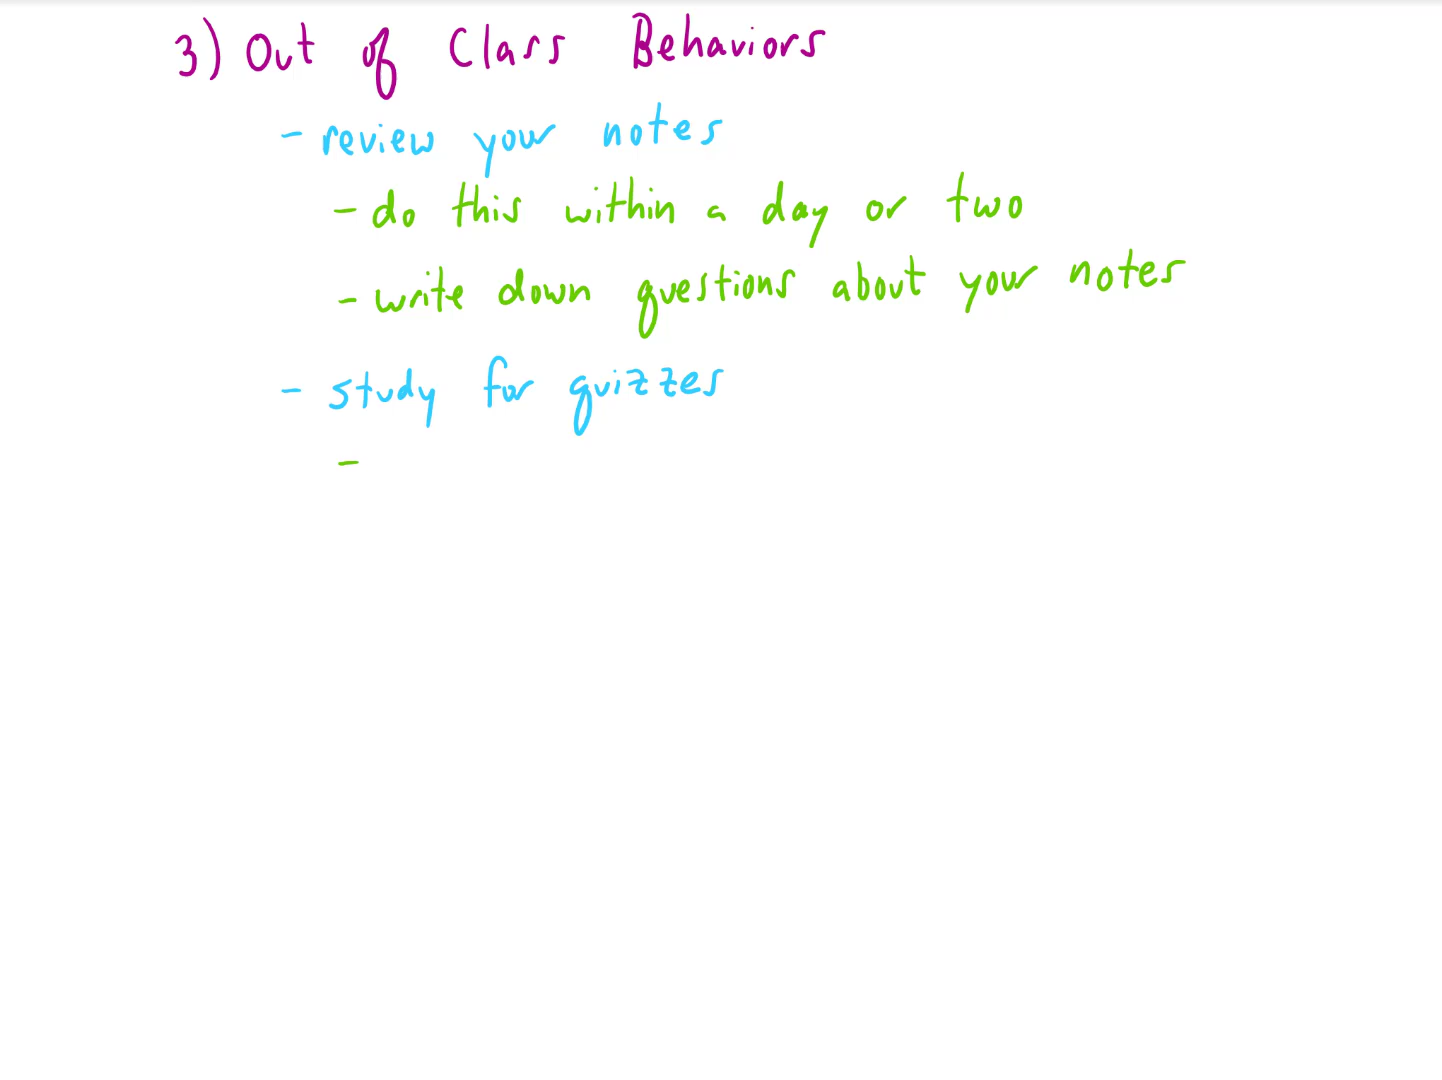 3) Out of Class Behaviors
- review your notes
- do this within a day or two
- write down questions about your notes
- study for quizzes
-